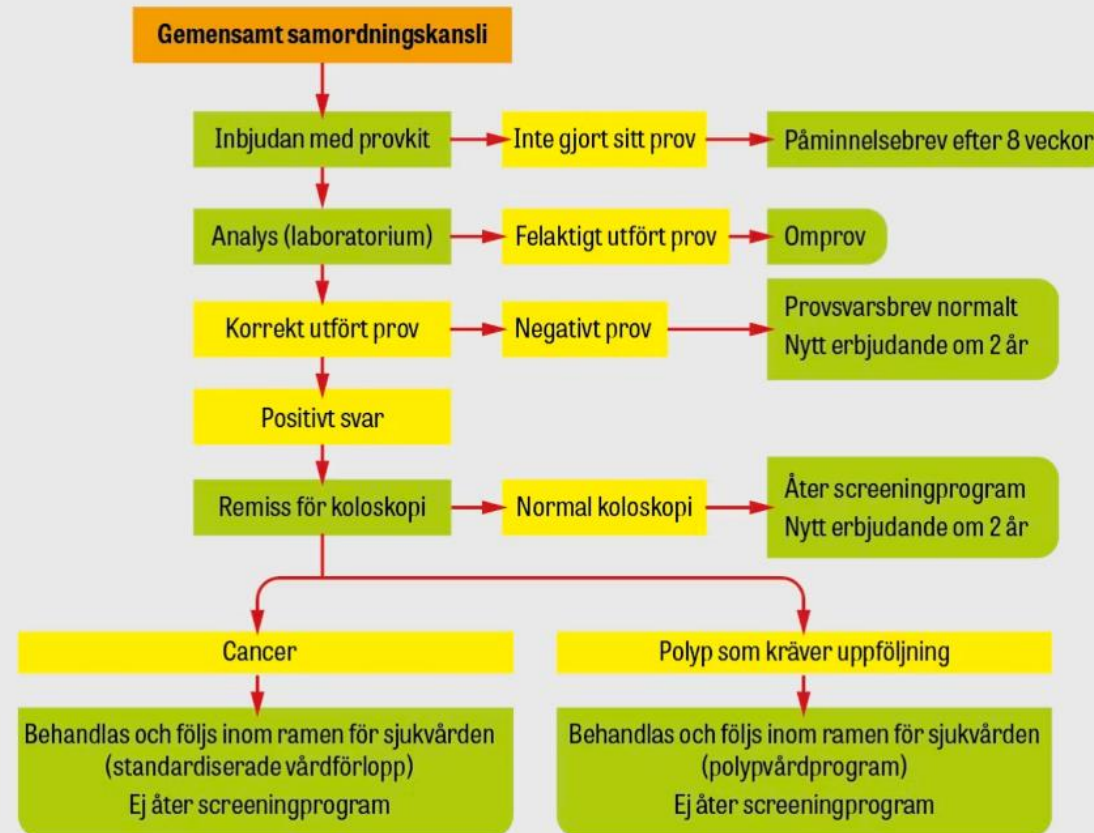 Gemensamt samordningskansli
Inbjudan med provkit
Inte gjort sitt prov
Påminnelsebrev efter 8 veckor
Analys (laboratorium)
Felaktigt utfört prov
Omprov
Korrekt utfört prov
Negativt prov
Provsvarsbrev normalt
Nytt erbjudande om 2 år
Positivt svar
Remiss för koloskopi
Normal koloskopi
Åter screeningprogram
Nytt erbjudande om 2 år
Cancer
Polyp som kräver uppföljning
Behandlas och följs inom ramen för sjukvården
(standardiserade vårdförlopp)
Ej åter screeningprogram
Behandlas och följs inom ramen för sjukvården
(polypvårdprogram)
Ej åter screeningprogram